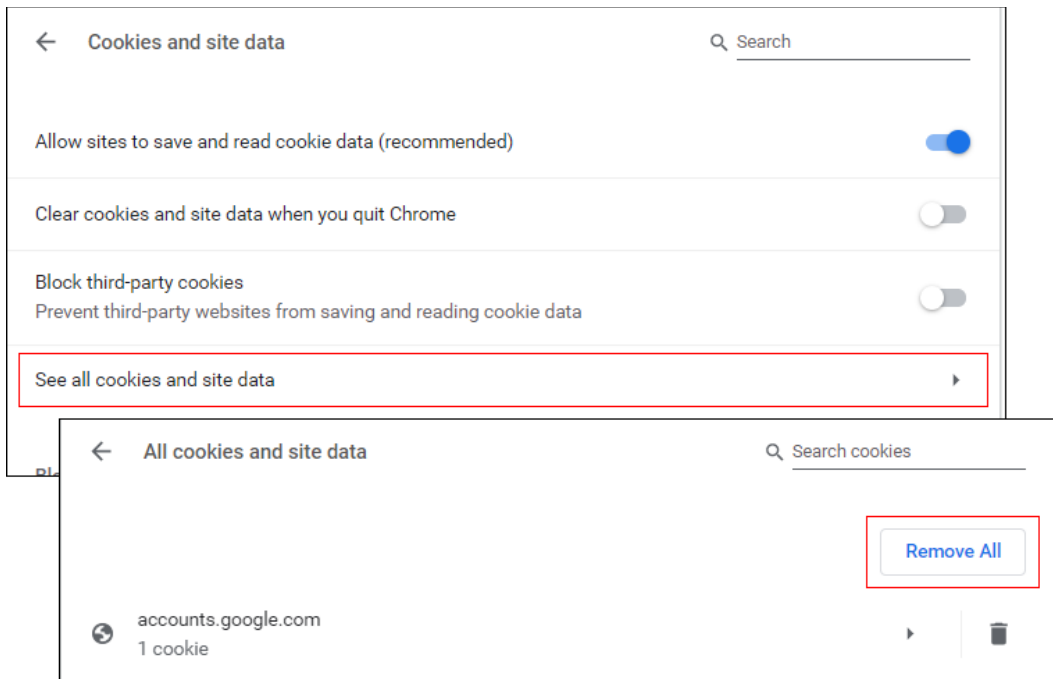 Cookies and site data
Search
Allow sites to save and read cookie data (recommended)
Clear cookies and site data when you quit Chrome
Block third-party cookies
Prevent third-party websites from saving and reading cookie data
See all cookies and site data
All cookies and site data
Search cookies
Remove All
accounts.google.com
1 cookie